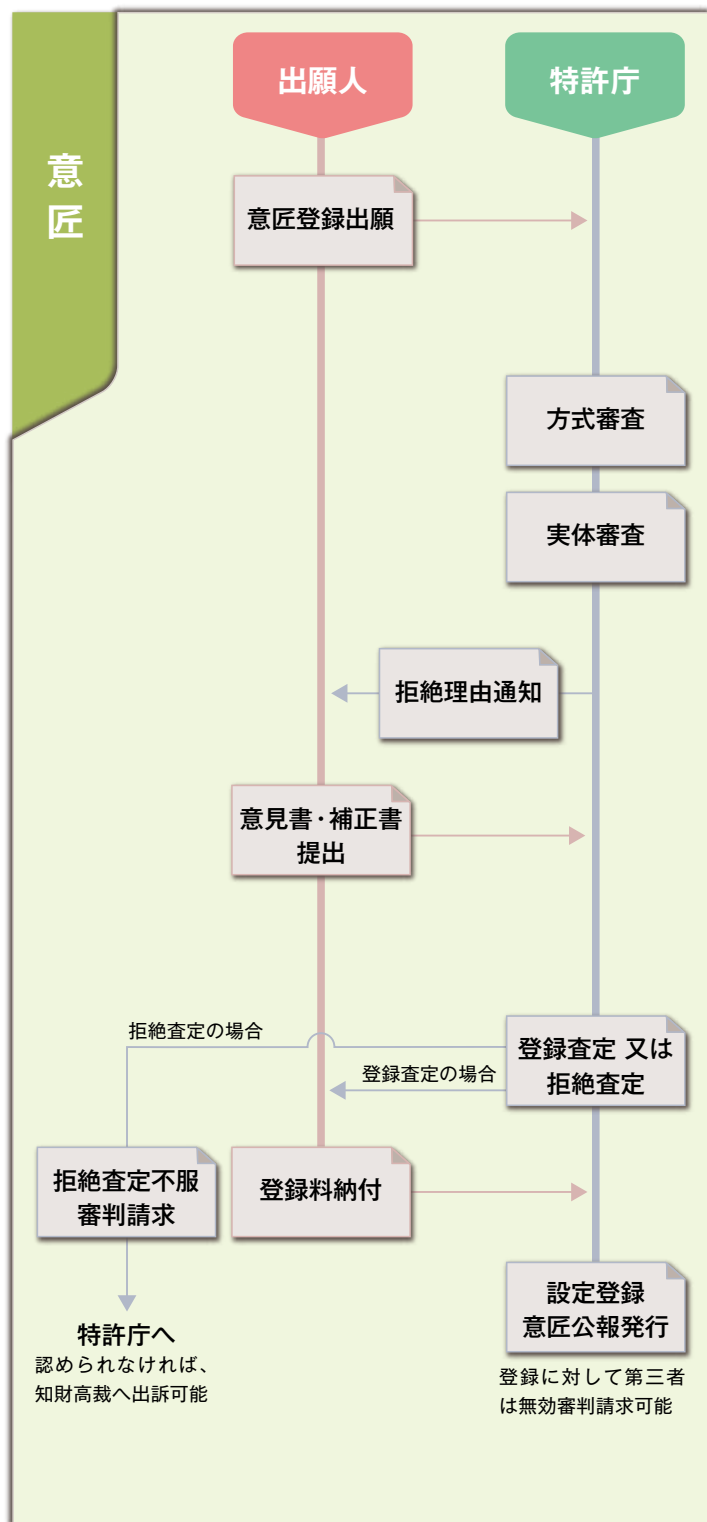 意匠
出願人
特許庁
意匠登録出願
方式審査
実体審査
拒絶理由通知
意見書・補正書
提出
登録査定 又は
拒絶査定
拒絶査定の場合
登録査定の場合
拒絶査定不服
審判請求
登録料納付
特許庁へ
認められなければ、
知財高裁へ出訴可能
設定登録
意匠公報発行
登録に対して第三者
は無効審判請求可能